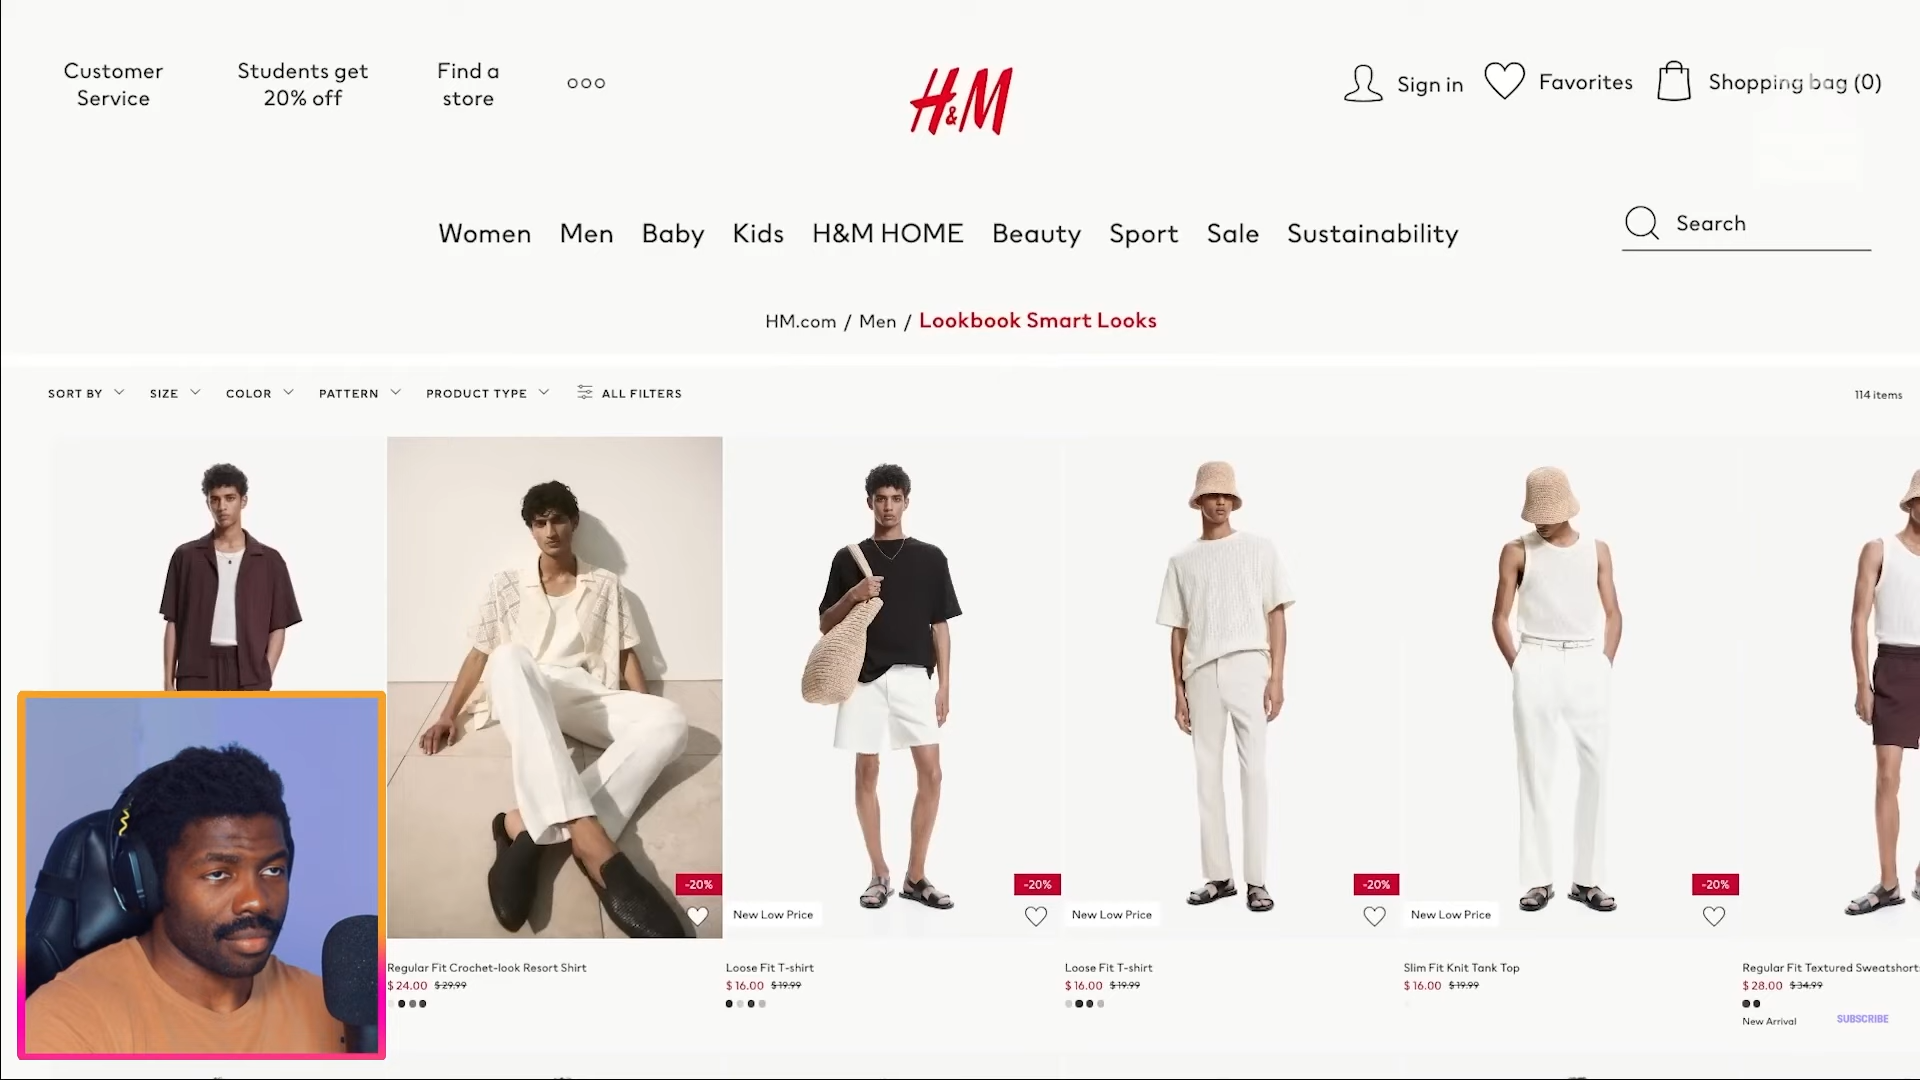 Customer
Service
Students get
20% off
Find a
store
H&M
Sign in
Favorites
Shopping bag (0)
Women Men Baby Kids H&M HOME Beauty Sport Sale Sustainability
Search
HM.com / Men / Lookbook Smart Looks
SORT BY SIZE COLOR PATTERN PRODUCT TYPE ALL FILTERS
114 items
-20% -20% -20% -20%
New Low Price New Low Price New Low Price
Regular Fit Crochet-look Resort Shirt
$ 24.00 $ 29.99
Loose Fit T-shirt
$ 16.00 $ 19.99
Loose Fit T-shirt
$ 16.00 $ 19.99
Slim Fit Knit Tank Top
$ 16.00 $ 19.99
Regular Fit Textured Sweatshort
$ 28.00 $ 34.99
New Arrival
SUBSCRIBE